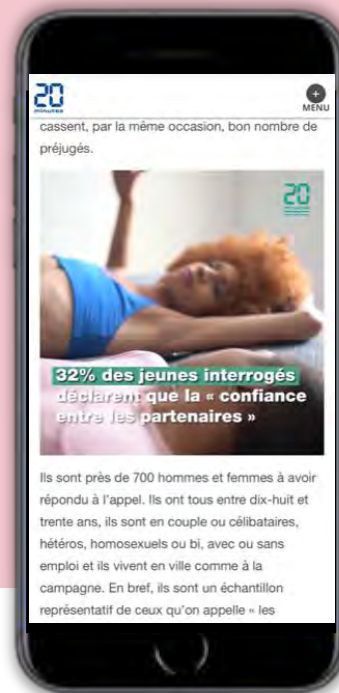 20
minutes
+
MENU
cassent, par la même occasion, bon nombre de
préjugés.
20
32% des jeunes interrogés
déclarent que la « confiance
entre les partenaires »
Ils sont près de 700 hommes et femmes à avoir
répondu à l'appel. Ils ont tous entre dix-huit et
trente ans, ils sont en couple ou célibataires,
hétéros, homosexuels ou bi, avec ou sans
emploi et ils vivent en ville comme à la
campagne. En bref, ils sont un échantillon
représentatif de ceux qu'on appelle « les